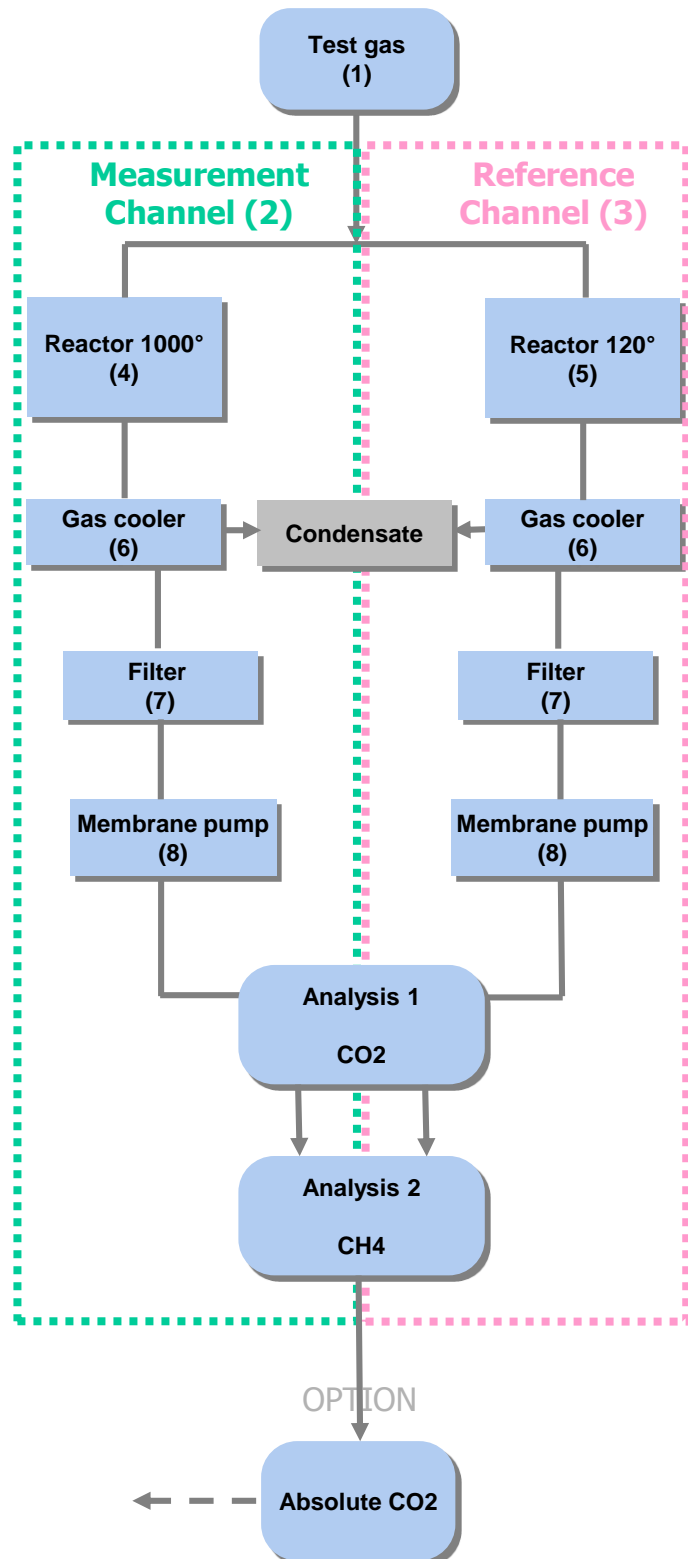 Test gas
(1)
Measurement
Channel (2)
Reference
Channel (3)
Reactor 1000°
(4)
Reactor 120°
(5)
Gas cooler
(6)
Condensate
Gas cooler
(6)
Filter
(7)
Filter
(7)
Membrane pump
(8)
Membrane pump
(8)
Analysis 1
CO2
Analysis 2
CH4
OPTION
Absolute CO2